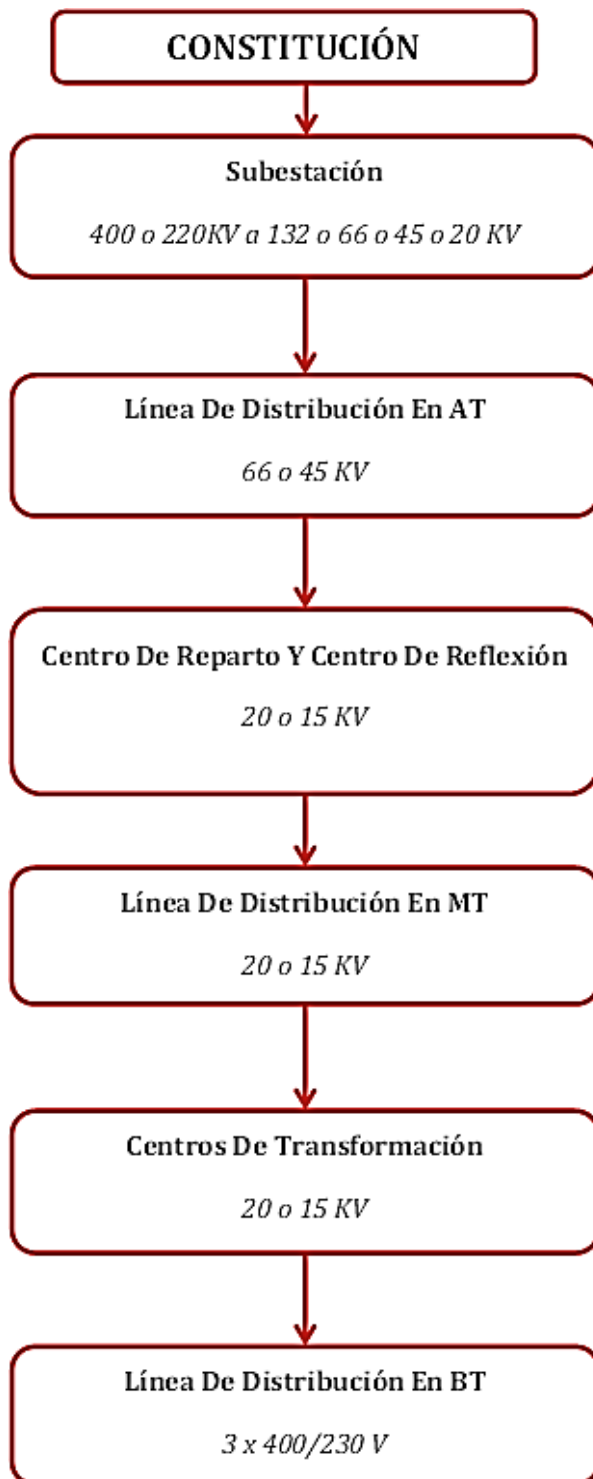 CONSTITUCIÓN
Subestación
400 o 220KV a 132 o 66 o 45 o 20 KV
Línea De Distribución En AT
66 o 45 KV
Centro De Reparto Y Centro De Reflexión
20 o 15 KV
Línea De Distribución En MT
20 o 15 KV
Centros De Transformación
20 o 15 KV
Línea De Distribución En BT
3 x 400/230 V